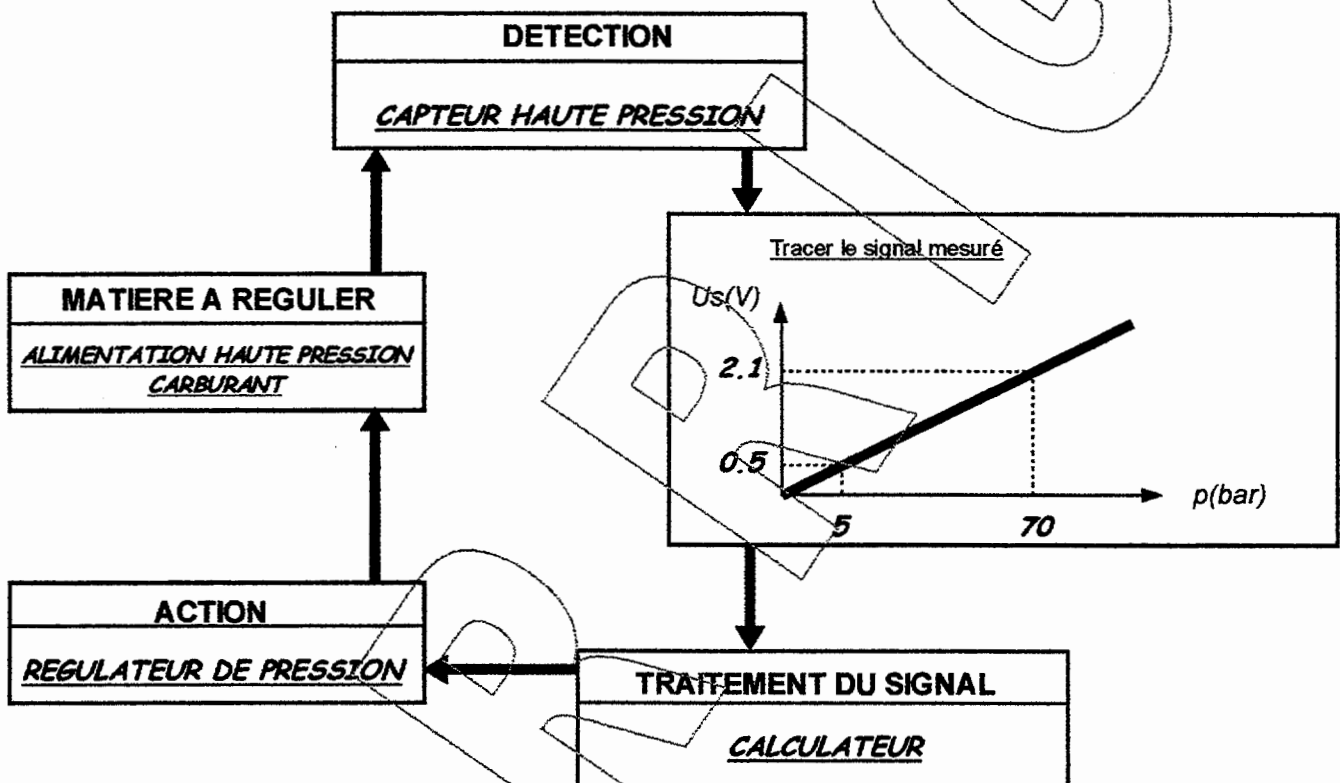 DETECTION
CAPTEUR HAUTE PRESSION
Tracer le signal mesuré
Us(V)
2.1
0.5
5
70
p(bar)
MATIERE A REGULER
ALIMENTATION HAUTE PRESSION
CARBURANT
ACTION
REGULATEUR DE PRESSION
TRAITEMENT DU SIGNAL
CALCULATEUR